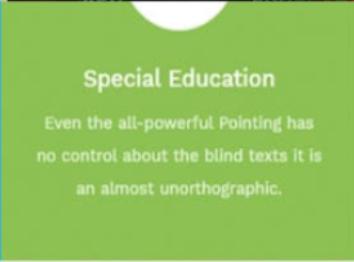 Special Education
Even the all-powerful Pointing has
no control about the blind texts it is
an almost unorthographic.